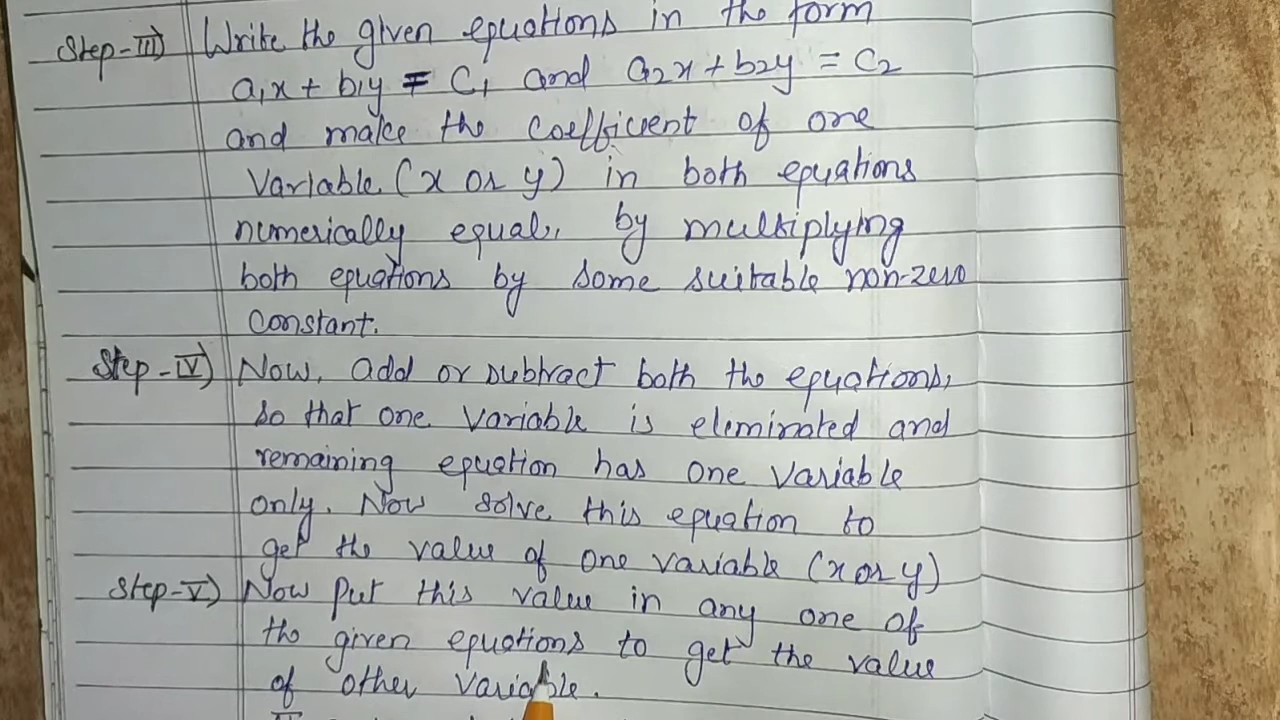 Step-III) Write the given equations in the form
a₁x + b₁y = C₁ and a₂x + b₂y = C₂
and make the coefficient of one
Variable (x or y) in both equations
numerically equal, by multiplying
both equations by some suitable non-zero
Constant.
Step-IV) Now, add or subtract both the equations,
so that one variable is eliminated and
remaining equation has one variable
only. Now solve this equation to
get the value of one variable (x or y)
Step-V) Now put this value in any one of
the given equations to get the value
of other variable.